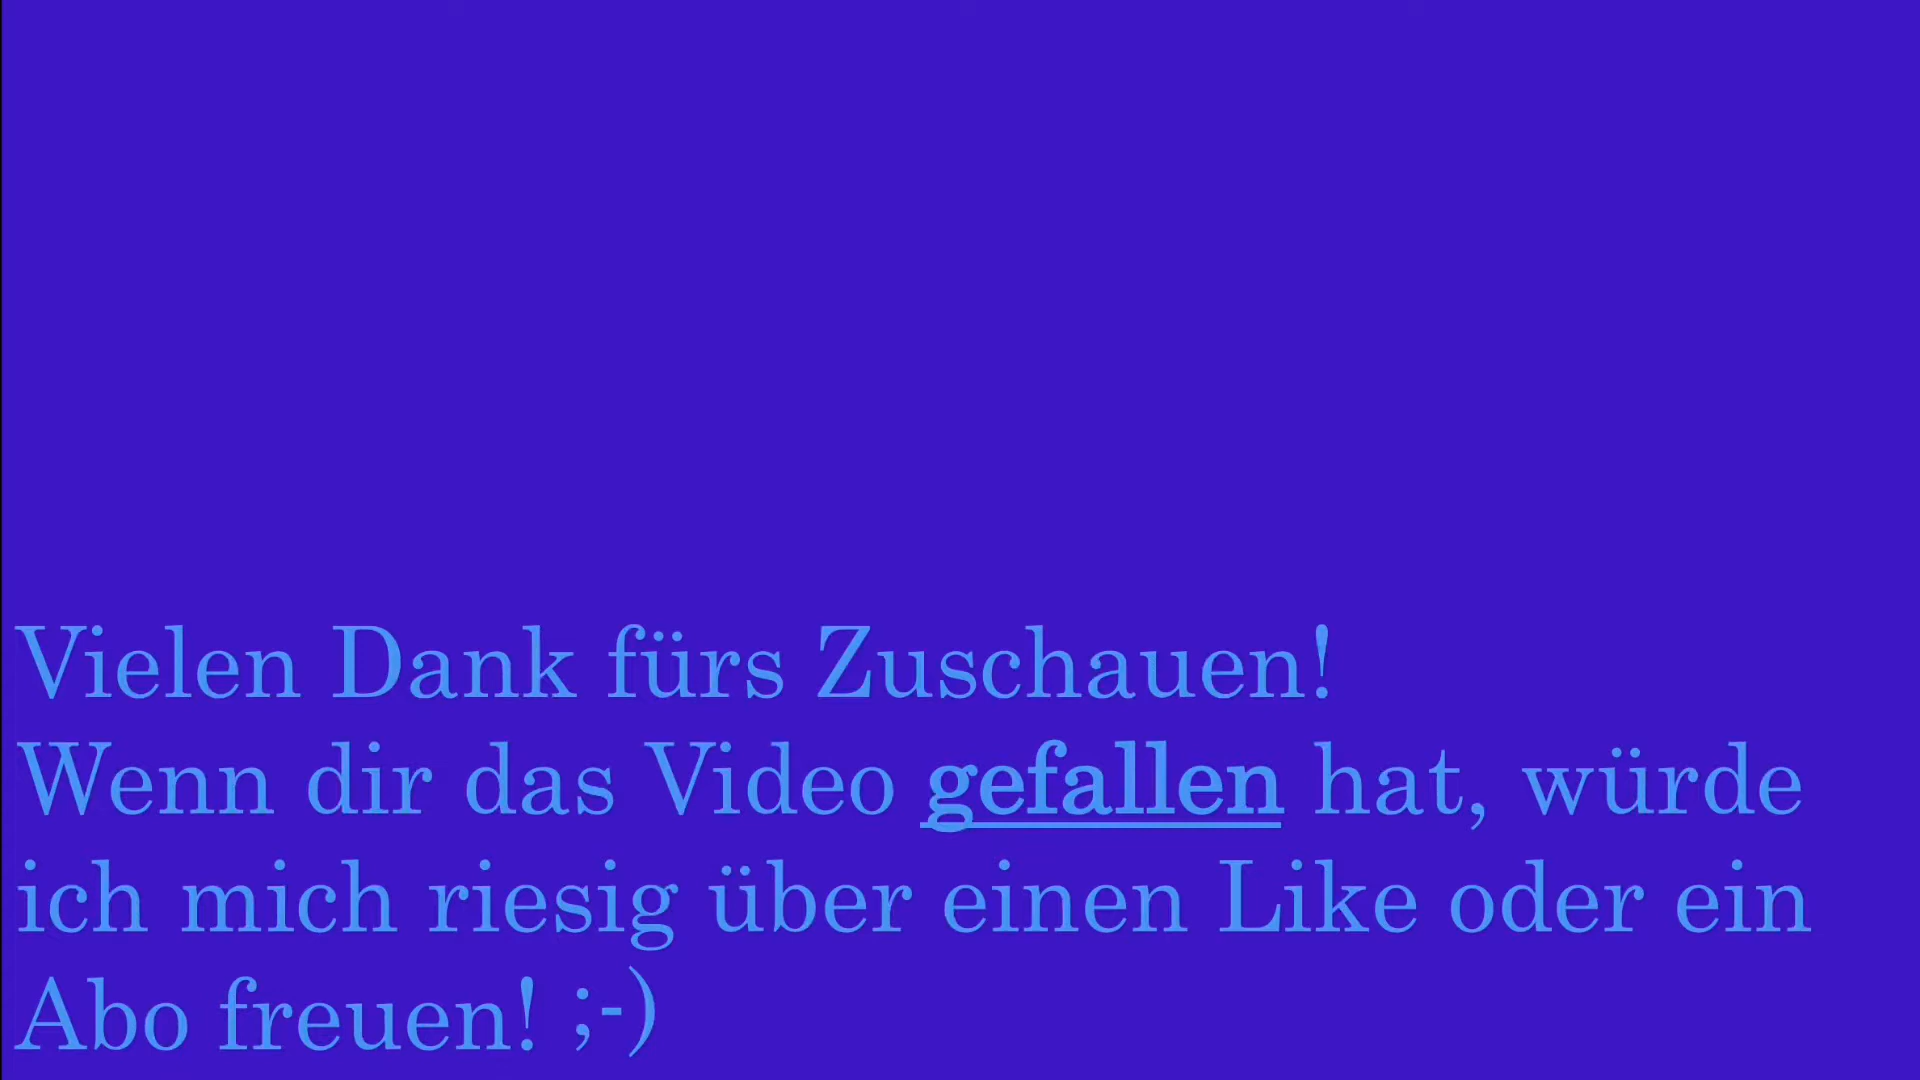 Vielen Dank fürs Zuschauen!
Wenn dir das Video gefallen hat, würde
ich mich riesig über einen Like oder ein
Abo freuen! ;-)